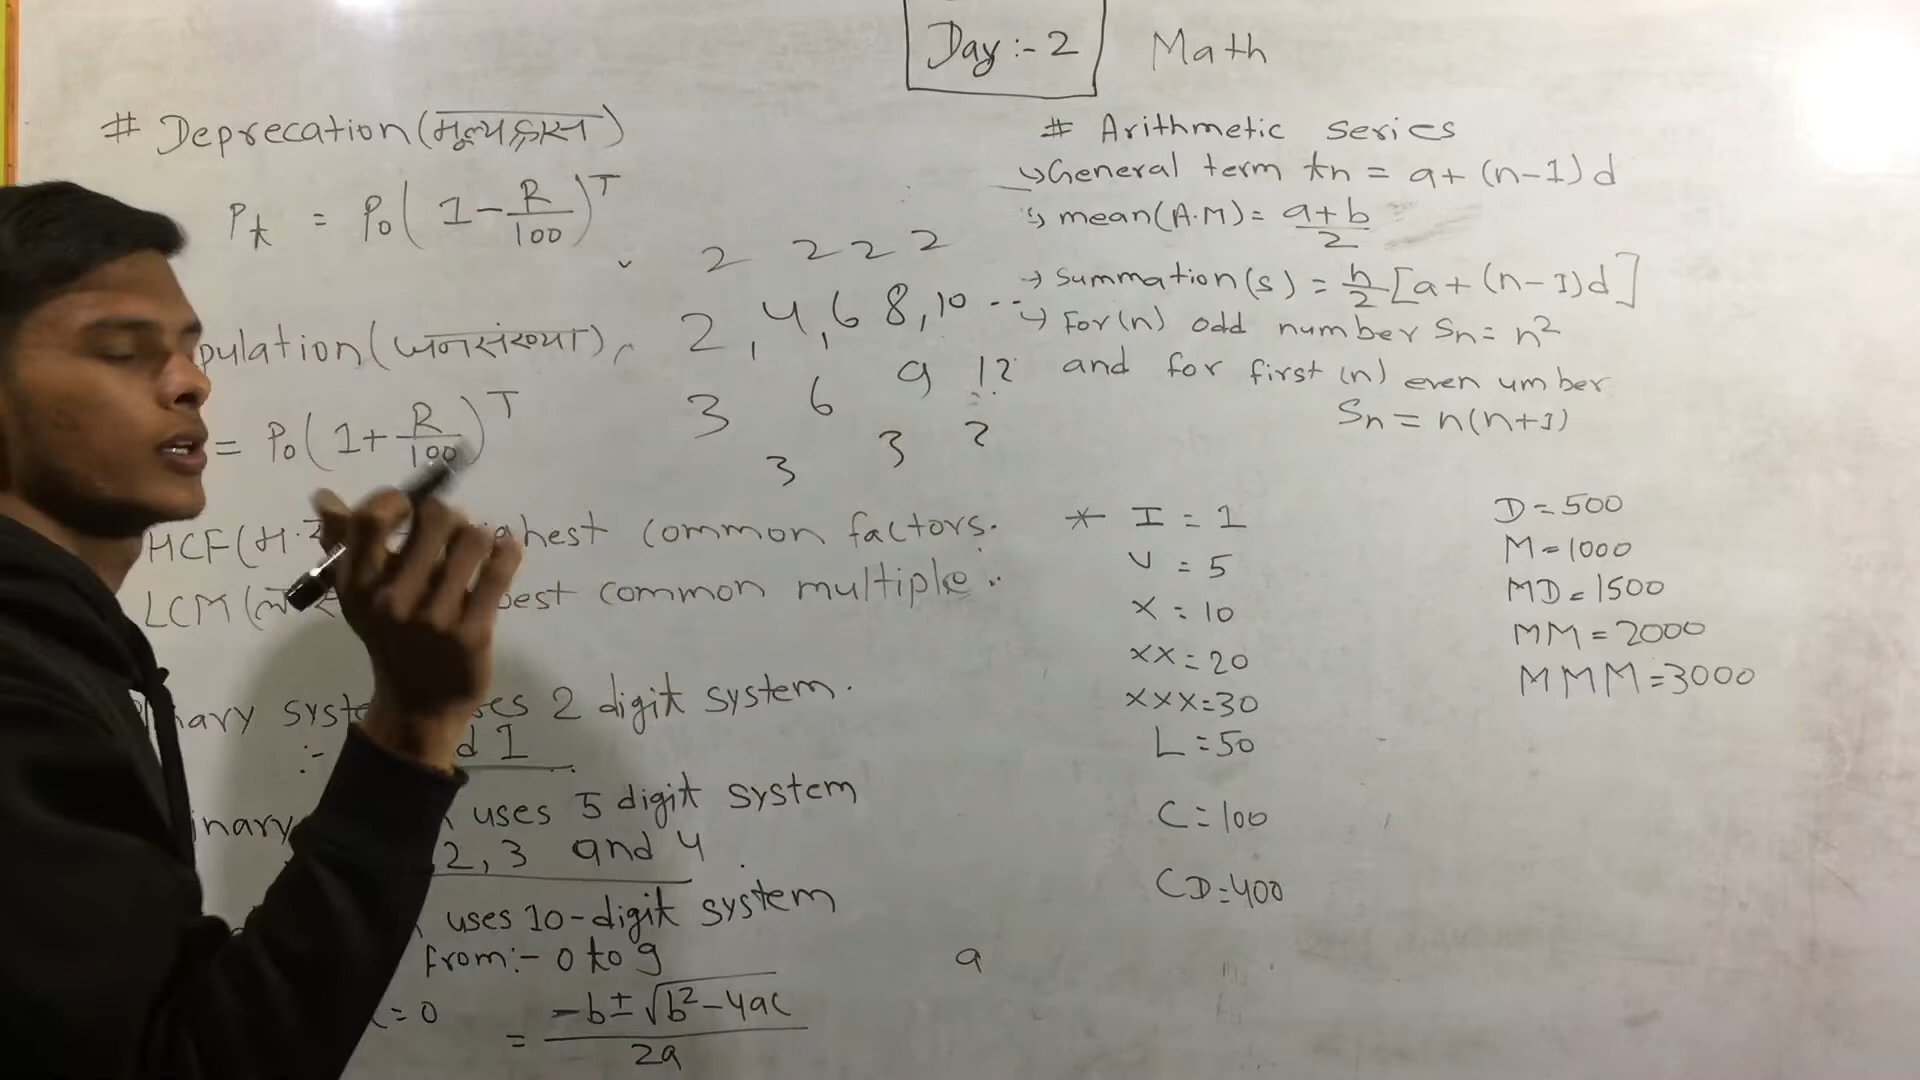 Day:- 2 Math
# Deprecation (मूल्यह्रास)
Pt = P0(1-R/100)^T
pulation (जनसंख्या)
= P0(1+R/100)^T
HCF ( ghest common factors.
LCM ( best common multiple.
nary syst es 2 digit system.
:- d 1
inary uses 5 digit system
2, 3 and 4
uses 10-digit system
from:- 0 to 9
=0 = -b±√b²-4ac/2a
2 2 2 2
2, 4, 6 8, 10 --
3 6 9 12
3 3 2
# Arithmetic series
↳ General term tn = a+(n-1)d
↳ mean(A.M) = a+b/2
→ Summation(s) = n/2[a+(n-1)d]
↳ For(n) odd number Sn = n²
and for first (n) even umber
Sn = n(n+1)
* I = 1
V = 5
X = 10
XX = 20
XXX = 30
L = 50
C = 100
CD = 400
D = 500
M = 1000
MD = 1500
MM = 2000
MMM = 3000
a